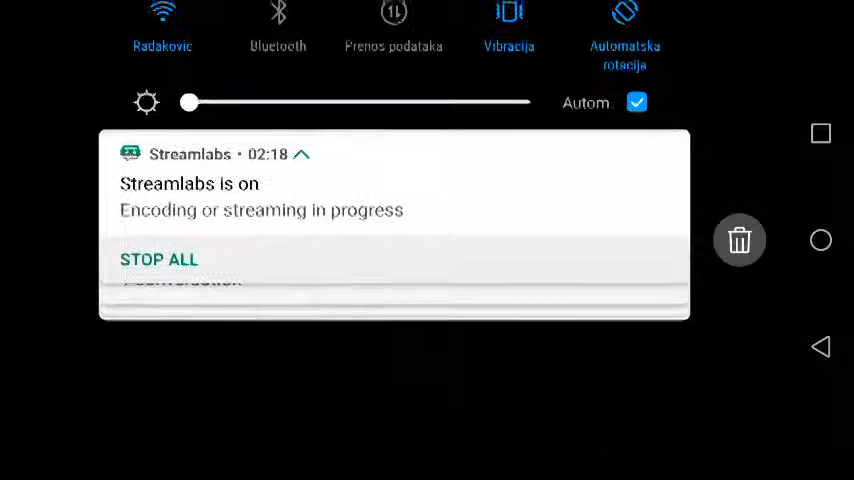 Radakovic
Bluetooth
Prenos podataka
Vibracija
Automatska
rotacija
Autom.
Streamlabs • 02:18
Streamlabs is on
Encoding or streaming in progress
STOP ALL